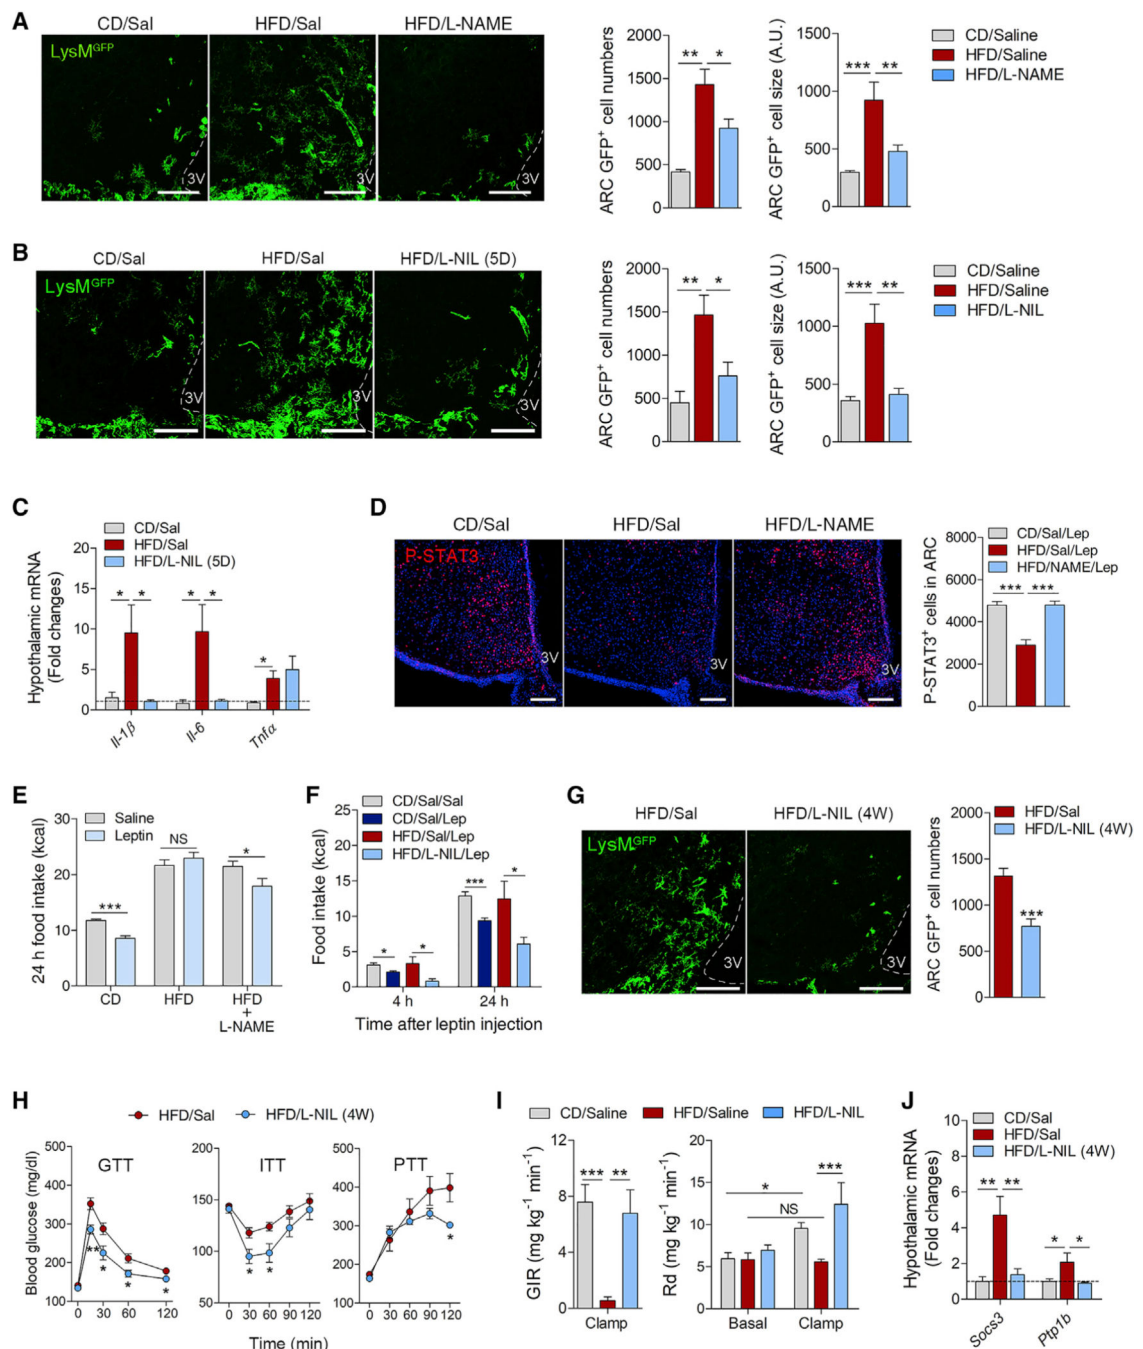 A
CD/Sal
HFD/Sal
HFD/L-NAME
LysMGFP
3V
3V
3V
ARC GFP+ cell numbers
2000
1500
1000
500
0
** *
ARC GFP+ cell size (A.U.)
1500
1000
500
0
*** **
CD/Saline
HFD/Saline
HFD/L-NAME
B
CD/Sal
HFD/Sal
HFD/L-NIL (5D)
LysMGFP
3V
3V
3V
ARC GFP+ cell numbers
2000
1500
1000
500
0
** *
ARC GFP+ cell size (A.U.)
1500
1000
500
0
*** **
CD/Saline
HFD/Saline
HFD/L-NIL
C
CD/Sal
HFD/Sal
HFD/L-NIL (5D)
Hypothalamic mRNA
(Fold changes)
20
15
10
5
0
* * * * *
Il-1β
Il-6
Tnfα
D
CD/Sal
HFD/Sal
HFD/L-NAME
P-STAT3
3V
3V
3V
CD/Sal/Lep
HFD/Sal/Lep
HFD/NAME/Lep
P-STAT3+ cells in ARC
8000
6000
4000
2000
0
*** ***
E
Saline
Leptin
24 h food intake (kcal)
30
20
10
0
***
NS
*
CD
HFD
HFD
+
L-NAME
F
CD/Sal/Sal
CD/Sal/Lep
HFD/Sal/Lep
HFD/L-NIL/Lep
Food intake (kcal)
25
20
15
10
5
0
* * *** *
4 h
24 h
Time after leptin injection
G
HFD/Sal
HFD/L-NIL (4W)
LysMGFP
3V
3V
HFD/Sal
HFD/L-NIL (4W)
ARC GFP+ cell numbers
2000
1500
1000
500
0
***
H
HFD/Sal
HFD/L-NIL (4W)
Blood glucose (mg/dl)
GTT
500
400
300
200
100
** * * *
0 30 60 120
ITT
200
150
100
50
* *
0 30 60 90 120
PTT
500
400
300
200
100
*
0 30 60 90 120
Time (min)
I
CD/Saline
HFD/Saline
HFD/L-NIL
GIR (mg kg-1 min-1)
12
8
4
0
*** **
Clamp
Rd (mg kg-1 min-1)
20
15
10
5
0
*
NS
***
Basal
Clamp
J
CD/Sal
HFD/Sal
HFD/L-NIL (4W)
Hypothalamic mRNA
(Fold changes)
10
8
6
4
2
0
** ** * *
Socs3
Ptp1b